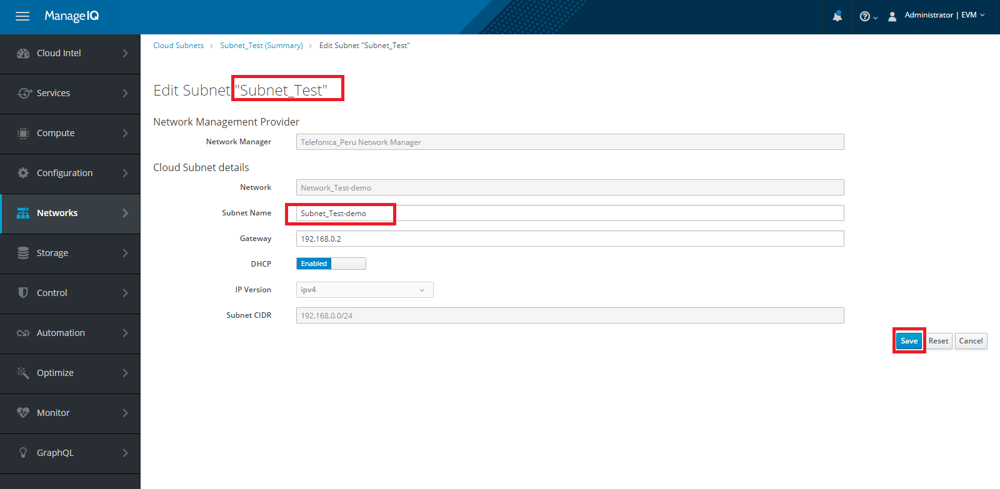 ManageIQ
Administrator | EVM
Cloud Intel
Services
Compute
Configuration
Networks
Storage
Control
Automation
Optimize
Monitor
GraphQL
Cloud Subnets > Subnet_Test (Summary) > Edit Subnet "Subnet_Test"
Edit Subnet "Subnet_Test"
Network Management Provider
Network Manager Telefonica_Peru Network Manager
Cloud Subnet details
Network Network_Test-demo
Subnet Name Subnet_Test-demo
Gateway 192.168.0.2
DHCP Enabled
IP Version ipv4
Subnet CIDR 192.168.0.0/24
Save Reset Cancel